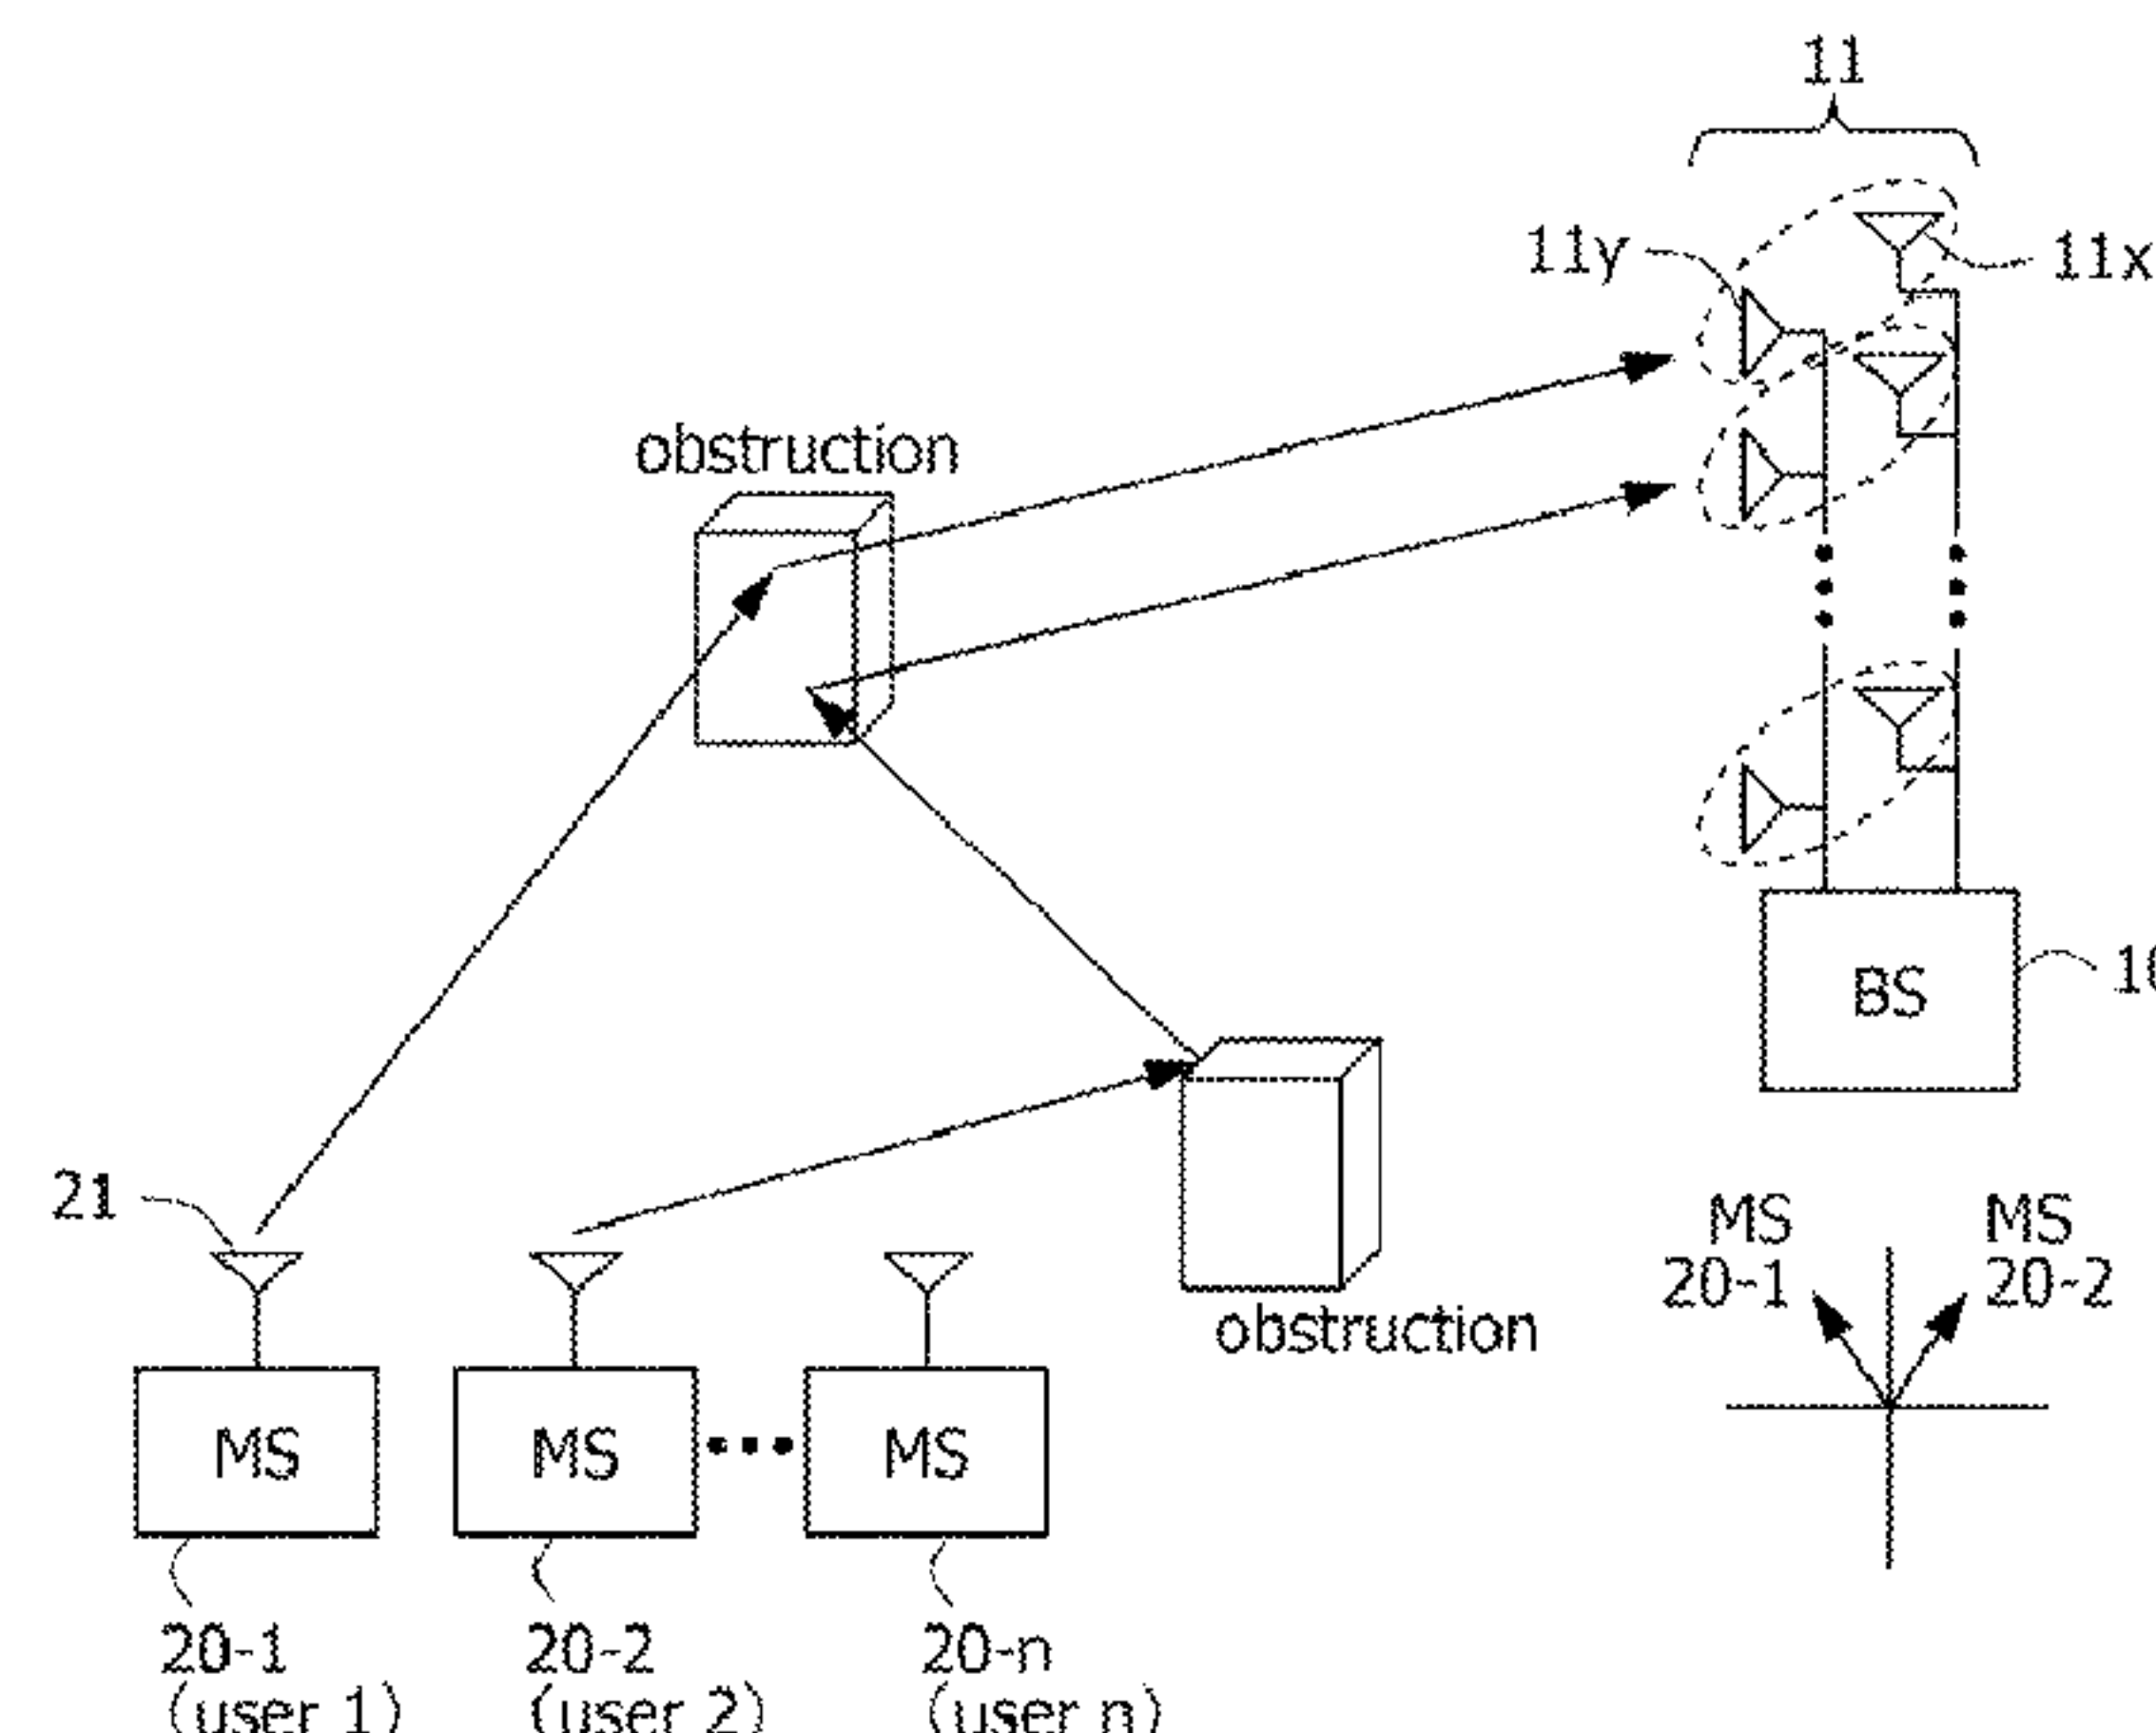 11
11y
11x
obstruction
BS
21
MS
20-1
MS
20-2
obstruction
MS
MS
MS
20-1
(user 1)
20-2
(user 2)
20-n
(user n)